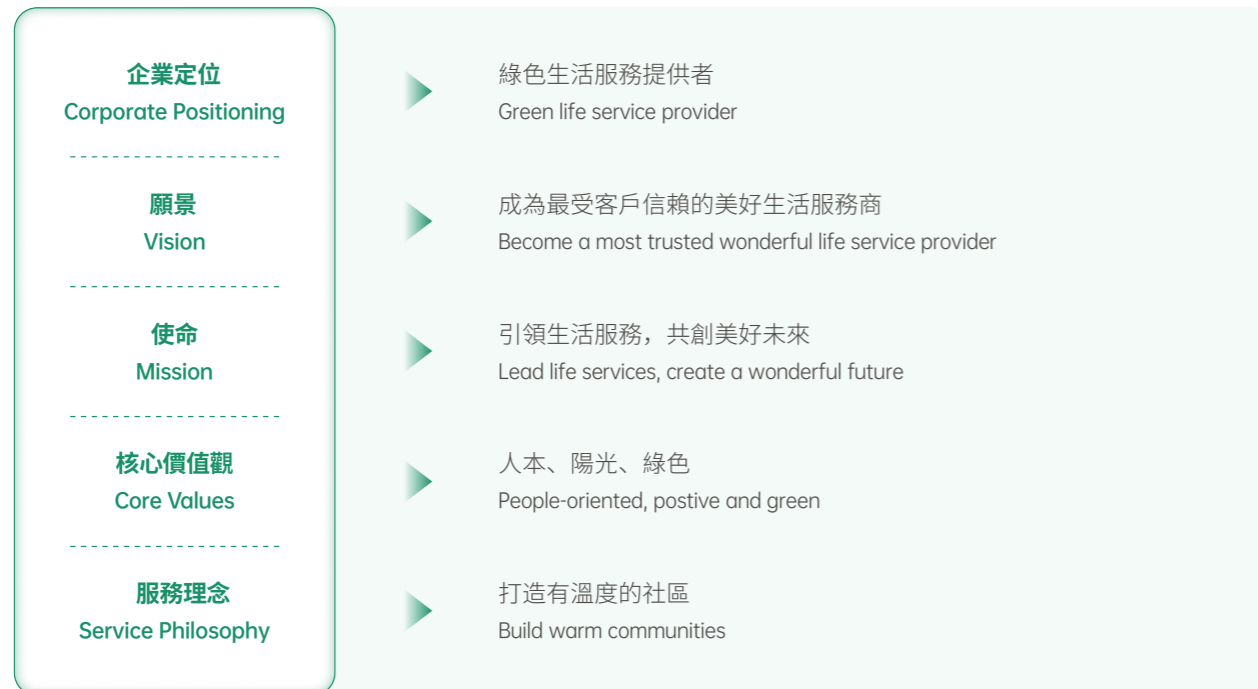 企業定位
Corporate Positioning
綠色生活服務提供者
Green life service provider
願景
Vision
成為最受客戶信賴的美好生活服務商
Become a most trusted wonderful life service provider
使命
Mission
引領生活服務，共創美好未來
Lead life services, create a wonderful future
核心價值觀
Core Values
人本、陽光、綠色
People-oriented, postive and green
服務理念
Service Philosophy
打造有溫度的社區
Build warm communities